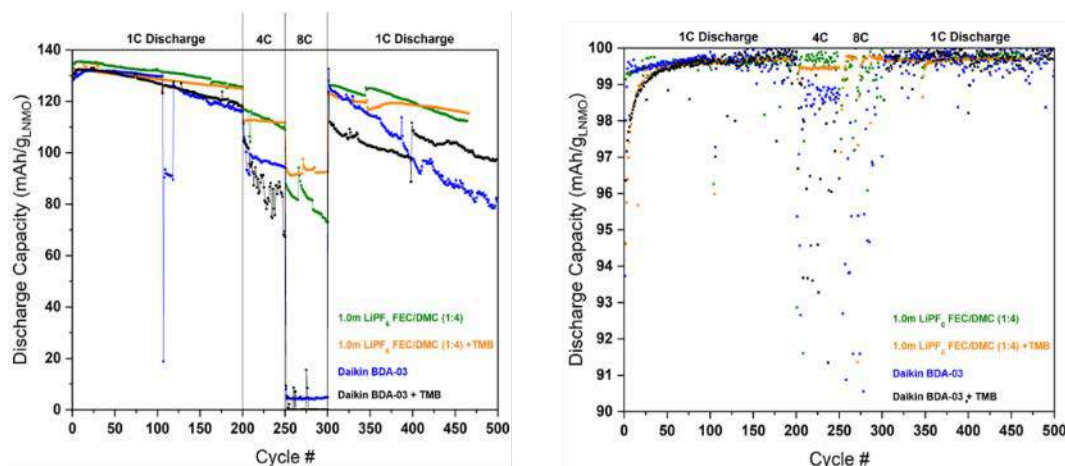 1C Discharge 4C 8C 1C Discharge
140
120
100
80
60
40
20
0
Discharge Capacity (mAh/gLNMO)
1.0m LiPF6 FEC/DMC (1:4)
1.0m LiPF6 FEC/DMC (1:4) +TMB
Daikin BDA-03
Daikin BDA-03 + TMB
0 50 100 150 200 250 300 350 400 450 500
Cycle #
1C Discharge 4C 8C 1C Discharge
100
99
98
97
96
95
94
93
92
91
90
Discharge Capacity (mAh/gLNMO)
1.0m LiPF6 FEC/DMC (1:4)
1.0m LiPF6 FEC/DMC (1:4) +TMB
Daikin BDA-03
Daikin BDA-03 + TMB
0 50 100 150 200 250 300 350 400 450 500
Cycle #